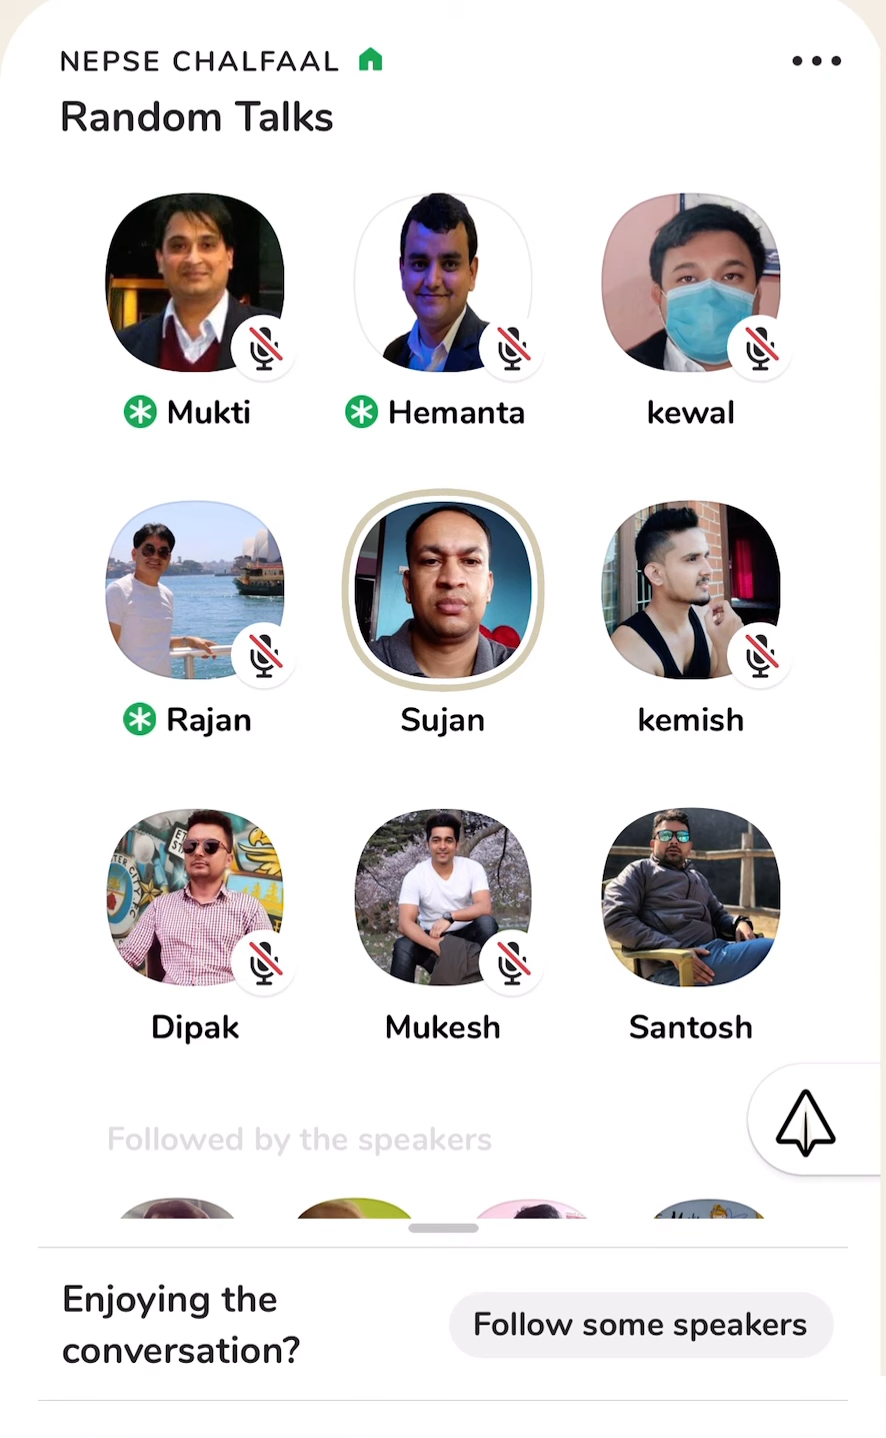 NEPSE CHALFAAL
Random Talks
Mukti
Hemanta
kewal
Rajan
Sujan
kemish
Dipak
Mukesh
Santosh
Followed by the speakers
Enjoying the
conversation?
Follow some speakers